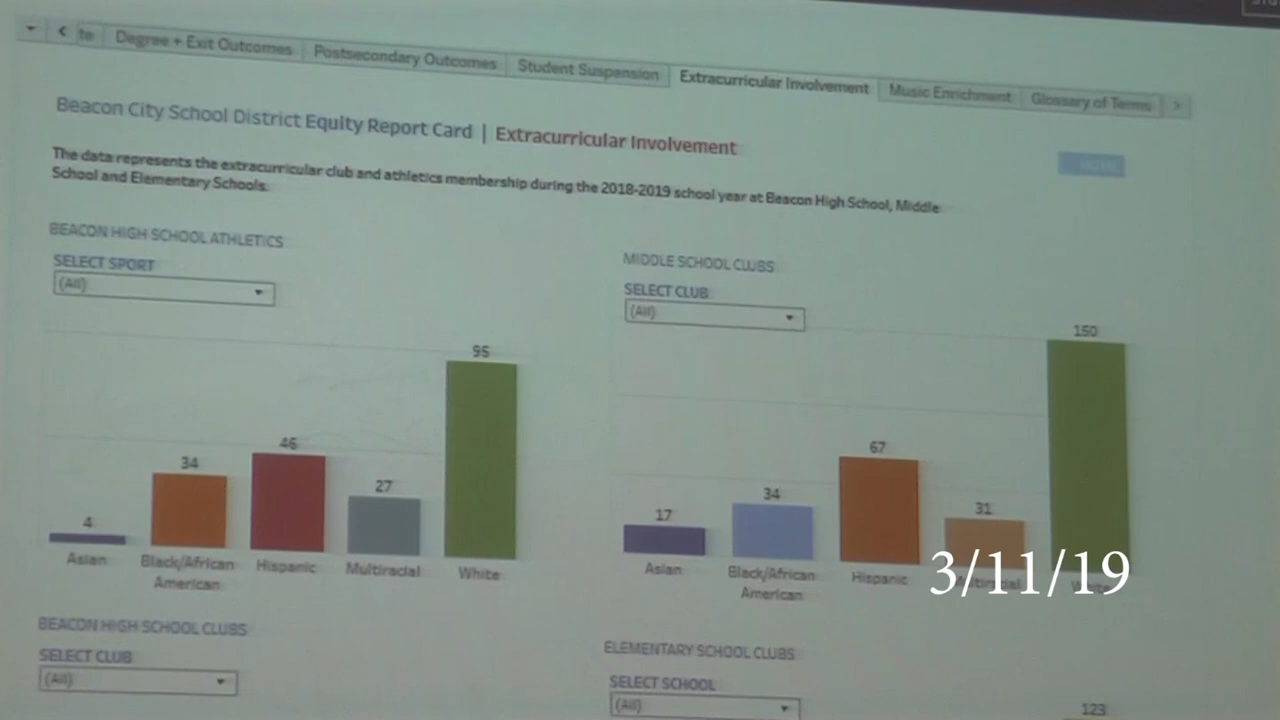 te
Degree + Exit Outcomes
Postsecondary Outcomes
Student Suspension
Extracurricular Involvement
Music Enrichment
Glossary of Terms
Beacon City School District Equity Report Card | Extracurricular Involvement
The data represents the extracurricular club and athletics membership during the 2018-2019 school year at Beacon High School, Middle
School and Elementary Schools.
BEACON HIGH SCHOOL ATHLETICS
SELECT SPORT
(All)
95
46
34
27
4
Asian
Black/African
American
Hispanic
Multiracial
White
MIDDLE SCHOOL CLUBS
SELECT CLUB
(All)
150
67
34
31
17
Asian
Black/African
American
Hispanic
Multiracial
White
3/11/19
BEACON HIGH SCHOOL CLUBS
SELECT CLUB
(All)
ELEMENTARY SCHOOL CLUBS
SELECT SCHOOL
(All)
123